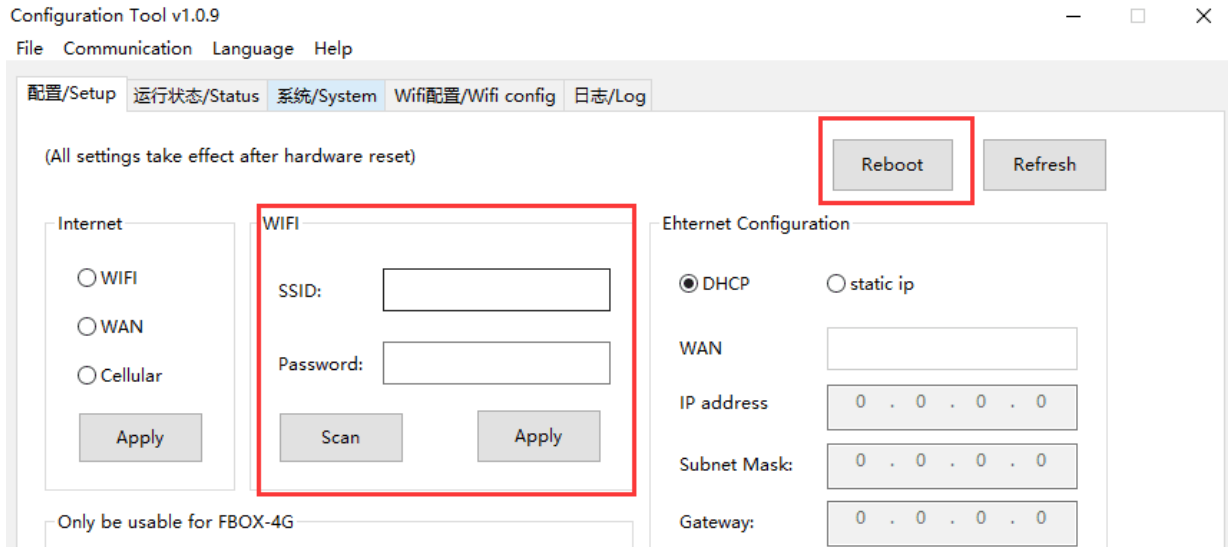 Configuration Tool v1.0.9
File Communication Language Help
配置/Setup 运行状态/Status 系统/System Wifi配置/Wifi config 日志/Log
(All settings take effect after hardware reset)
Reboot Refresh
Internet
WIFI
WAN
Cellular
Apply
WIFI
SSID:
Password:
Scan Apply
Ehternet Configuration
DHCP static ip
WAN
IP address 0 . 0 . 0 . 0
Subnet Mask: 0 . 0 . 0 . 0
Gateway: 0 . 0 . 0 . 0
Only be usable for FBOX-4G